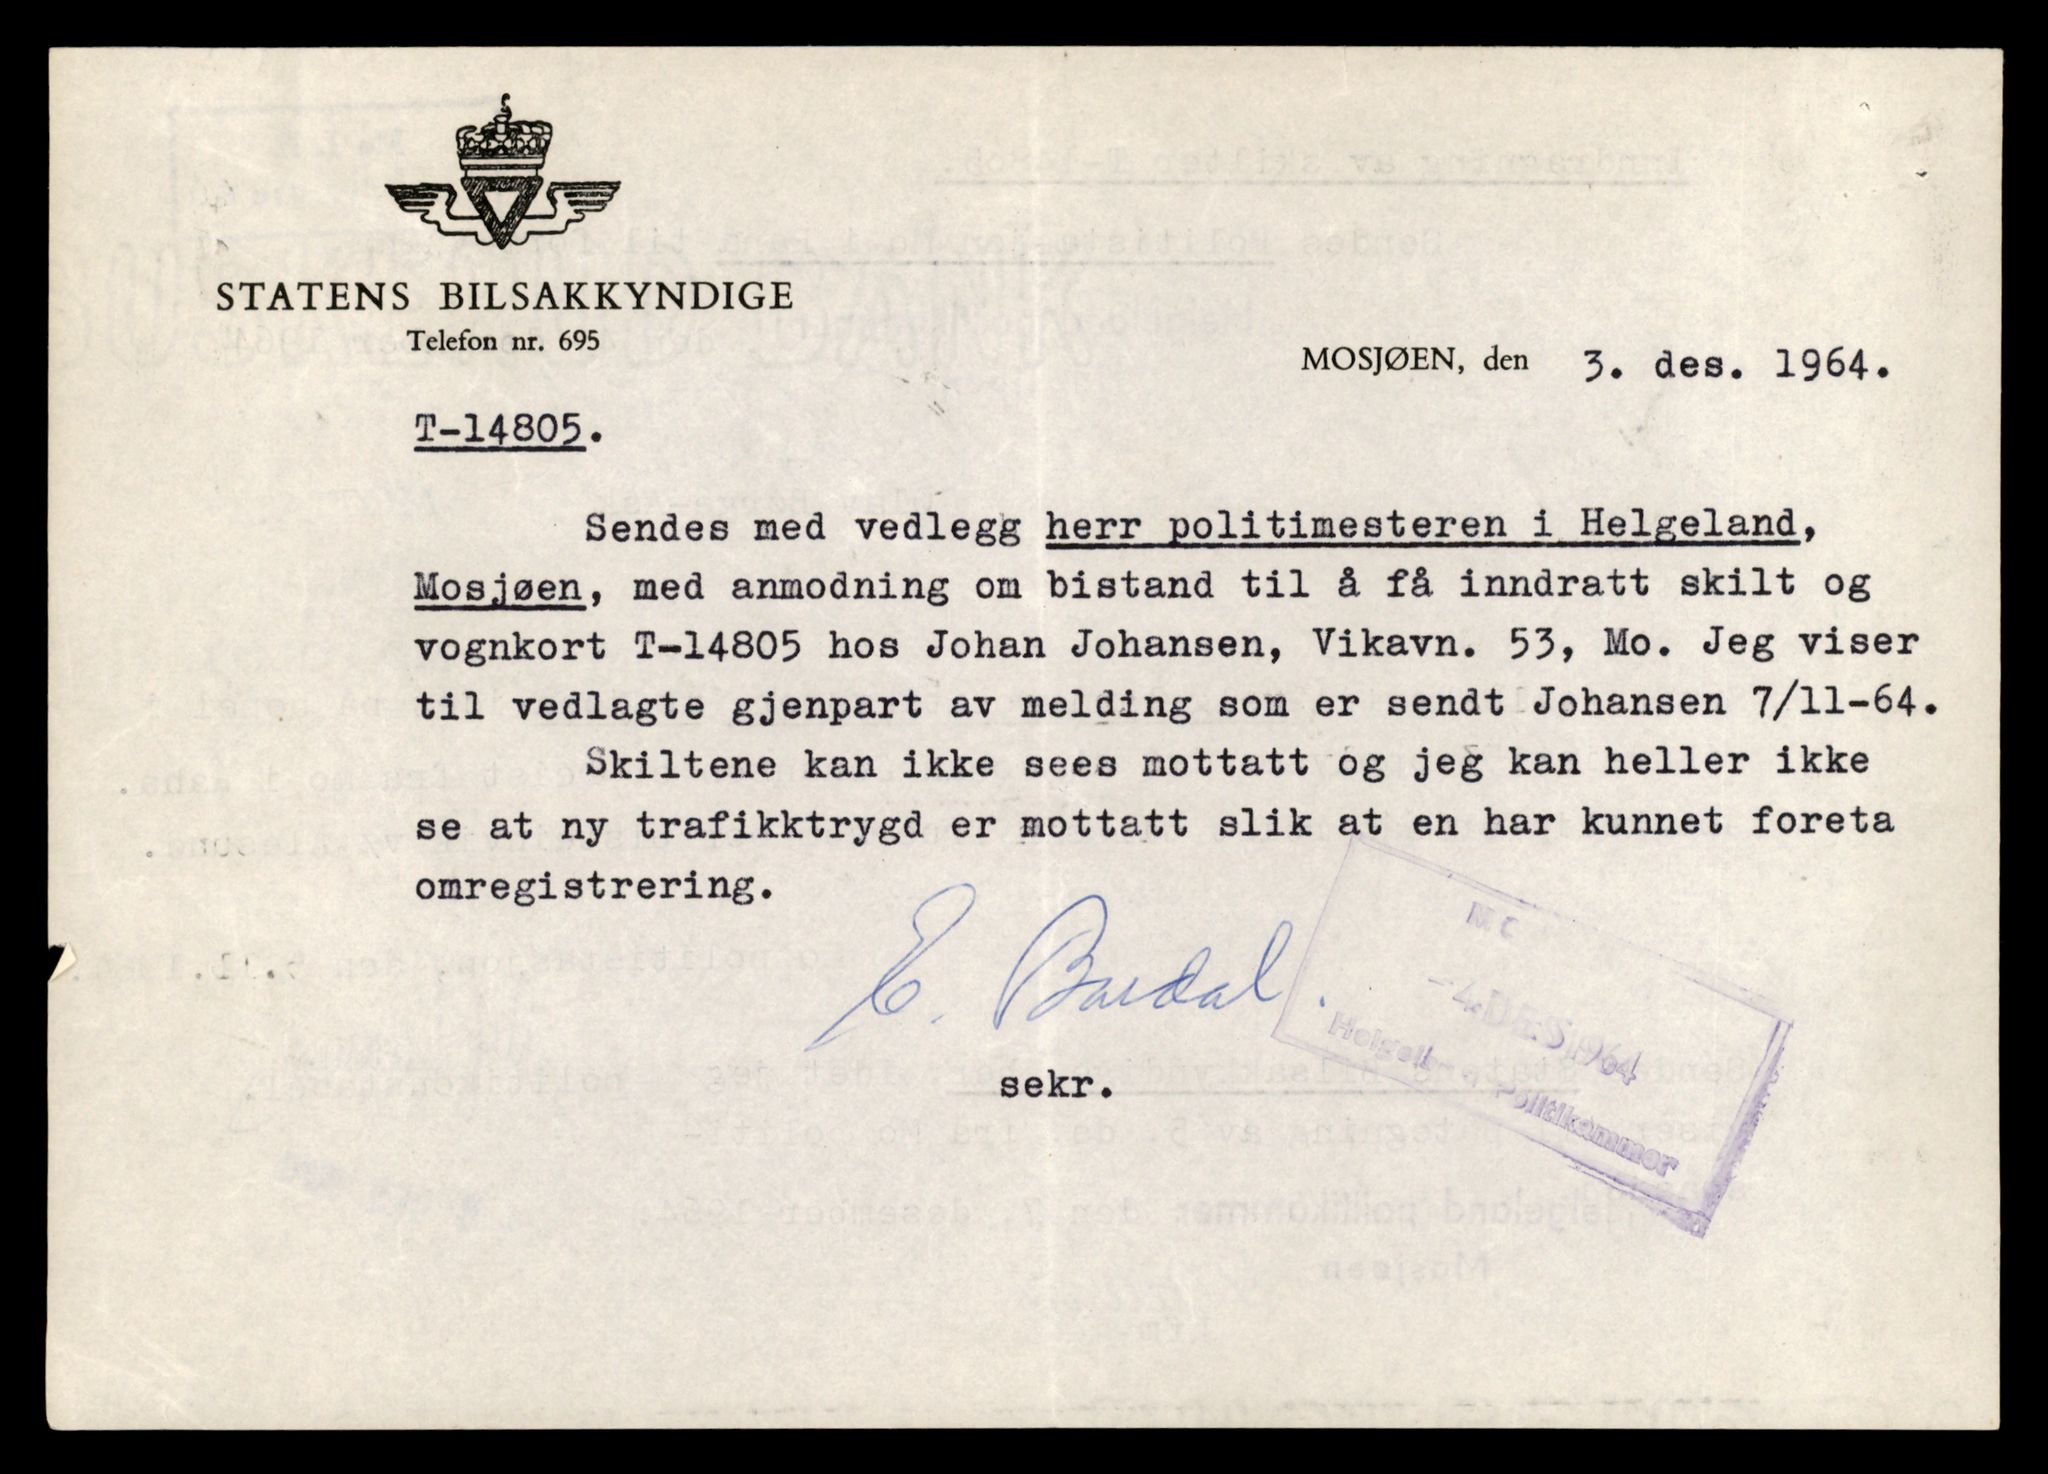 STATENS BILSAKKYNDIGE
Telefon nr. 695
MOSJØEN, den 3. des. 1964.
T-14805.
Sendes med vedlegg herr politimesteren i Helgeland,
Mosjøen, med anmodning om bistand til å få inndratt skilt og
vognkort T-14805 hos Johan Johansen, Vikavn. 53, Mo. Jeg viser
til vedlagte gjenpart av melding som er sendt Johansen 7/11-64.
Skiltene kan ikke sees mottatt og jeg kan heller ikke
se at ny trafikktrygd er mottatt slik at en har kunnet foreta
omregistrering.
E. Bardal.
sekr.
-4.DES 1964
Politikammer